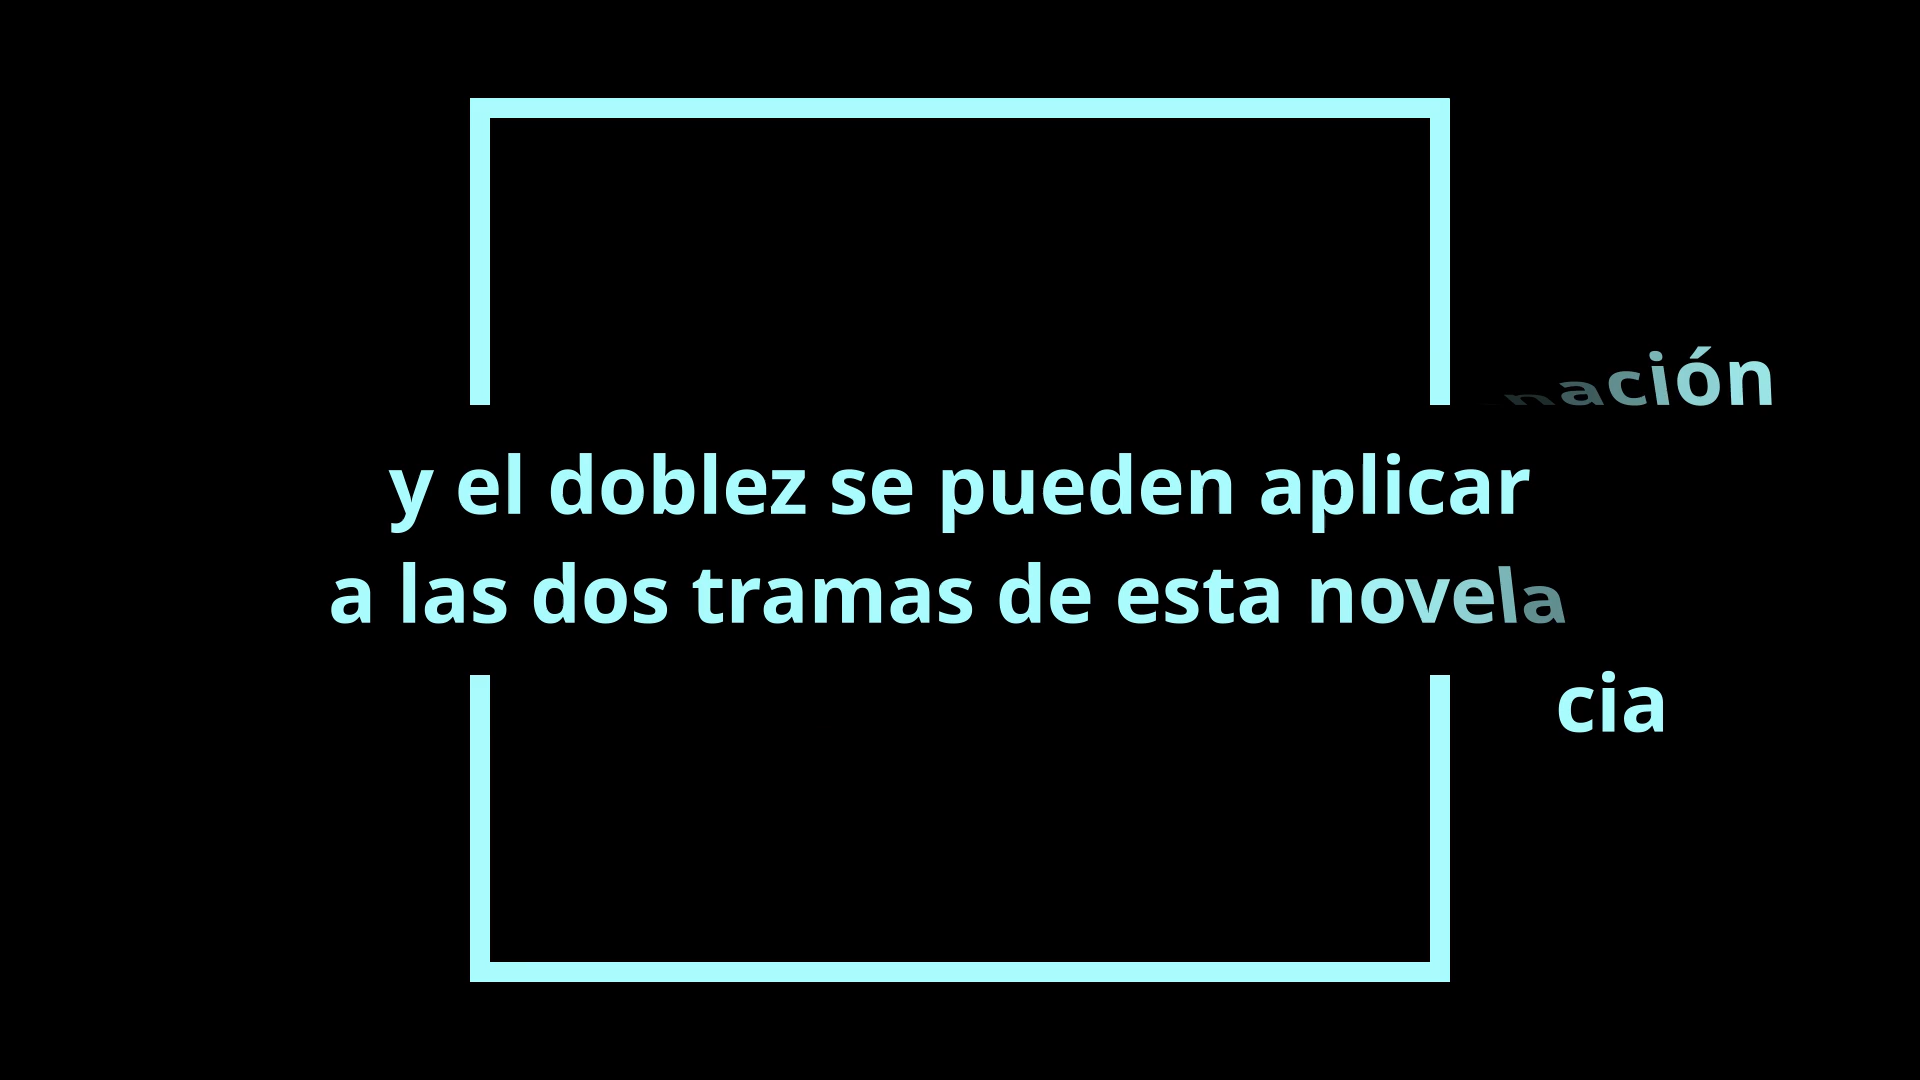 nación
y el doblez se pueden aplicar
a las dos tramas de esta novela
cia